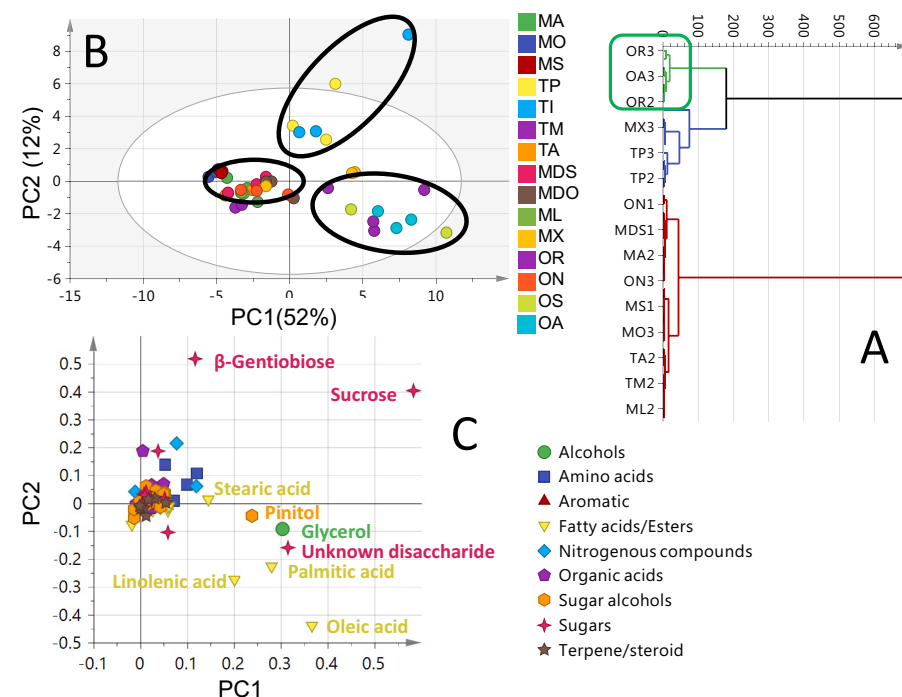 B
8
6
4
2
0
-2
-4
-6
-15
-10
-5
0
5
10
PC2 (12%)
PC1(52%)
MA
MO
MS
TP
TI
TM
TA
MDS
MDO
ML
MX
OR
ON
OS
OA
0
100
200
300
400
500
600
OR3
OA3
OR2
MX3
TP3
TP2
ON1
MDS1
MA2
ON3
MS1
MO3
TA2
TM2
ML2
A
C
0.5
0.4
0.3
0.2
0.1
0
-0.1
-0.2
-0.3
-0.4
-0.5
-0.1
0
0.1
0.2
0.3
0.4
0.5
PC2
PC1
β-Gentiobiose
Sucrose
Stearic acid
Pinitol
Glycerol
Unknown disaccharide
Palmitic acid
Linolenic acid
Oleic acid
Alcohols
Amino acids
Aromatic
Fatty acids/Esters
Nitrogenous compounds
Organic acids
Sugar alcohols
Sugars
Terpene/steroid